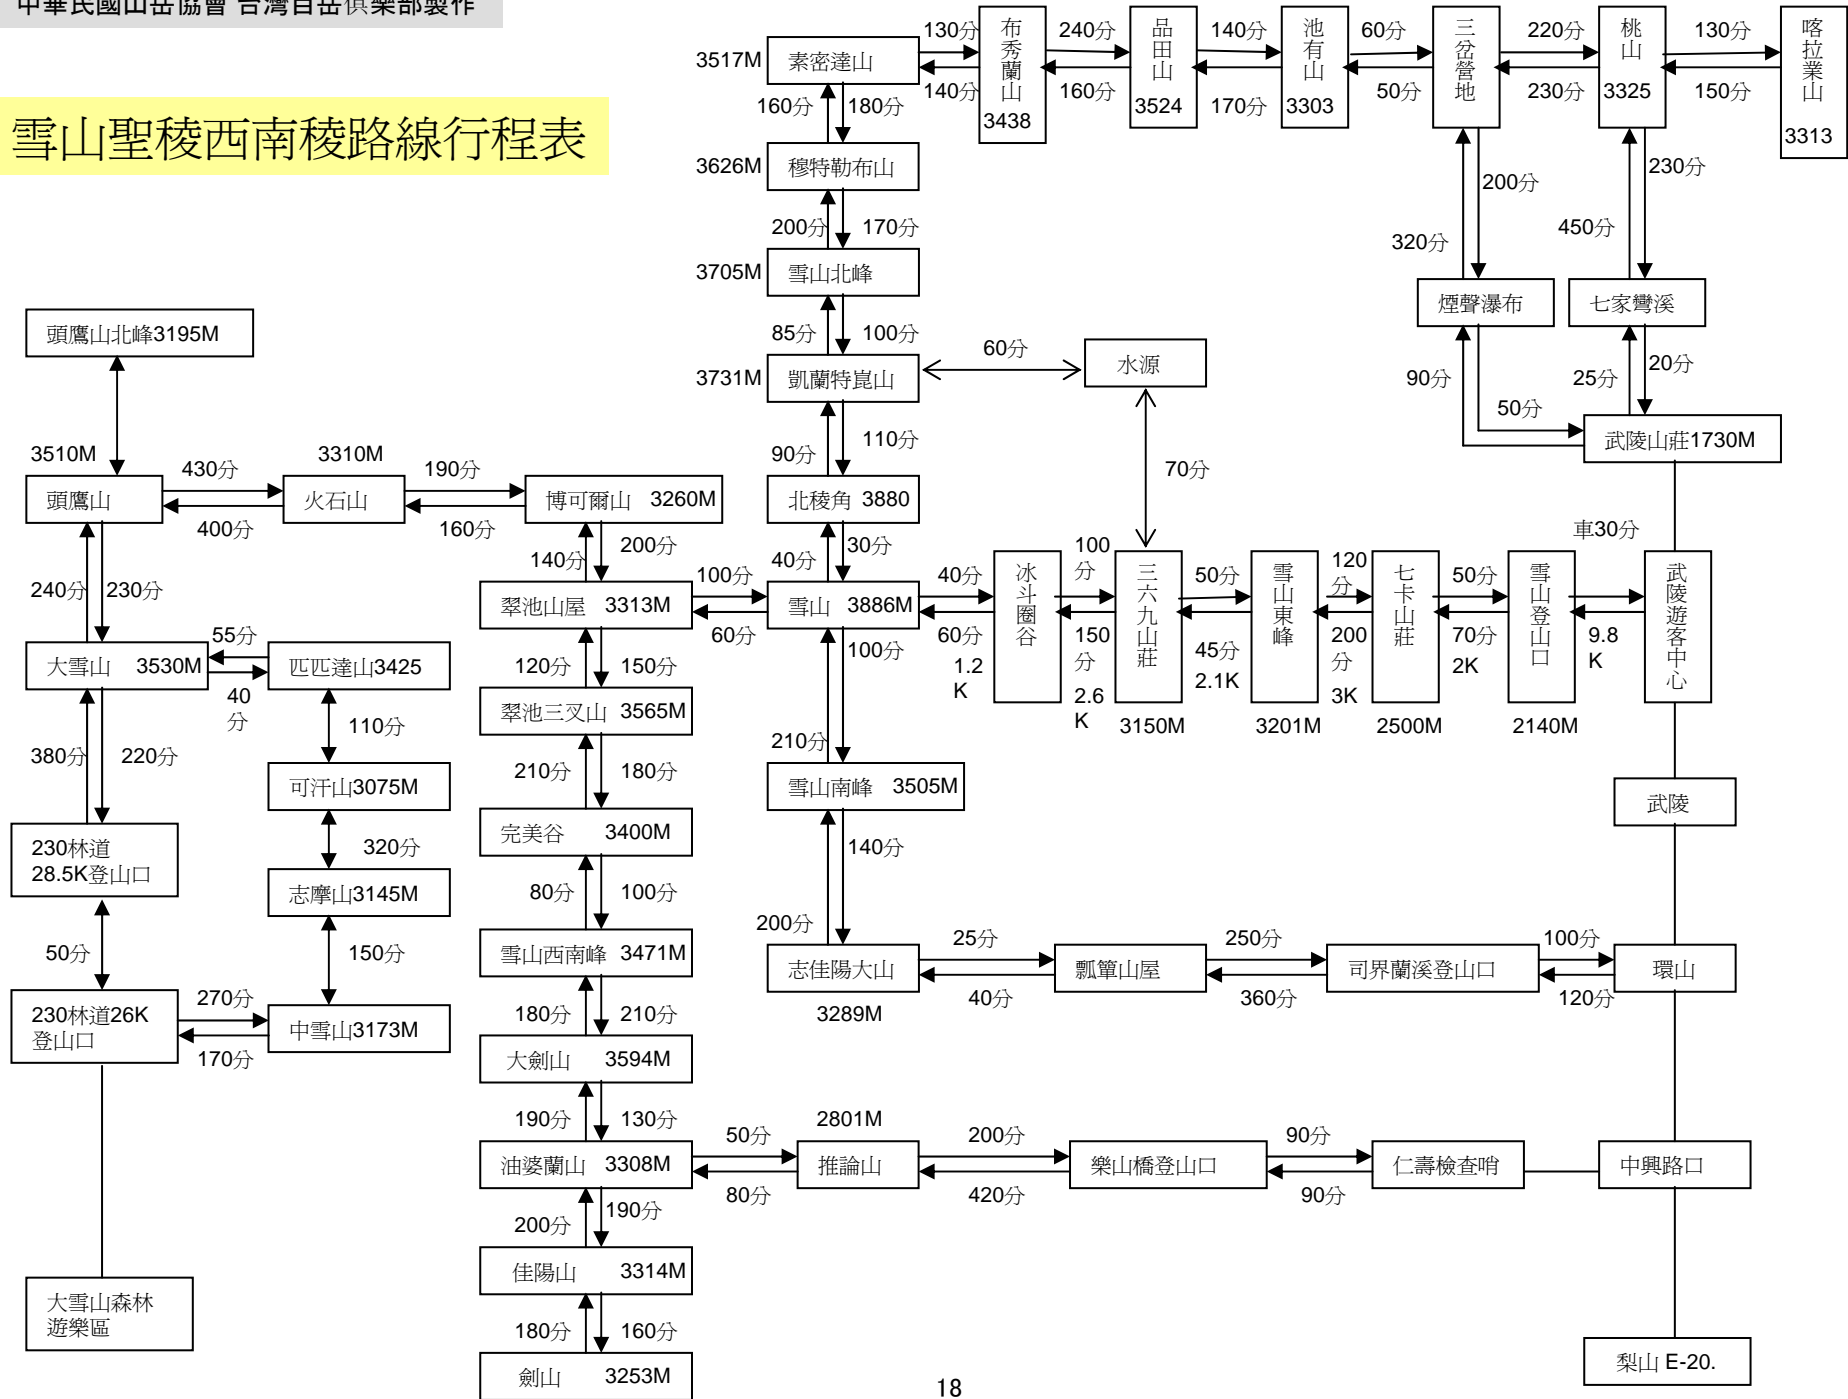 中華民國山岳協會 台灣百岳俱樂部製作
雪山聖稜西南稜路線行程表
3517M
素密達山
130分
140分
布秀蘭山
3438
240分
160分
品田山
3524
140分
170分
池有山
3303
60分
50分
三岔營地
220分
230分
桃山
3325
130分
150分
喀拉業山
3313
160分
180分
3626M
穆特勒布山
200分
170分
3705M
雪山北峰
85分
100分
3731M
凱蘭特崑山
60分
水源
70分
90分
110分
北稜角 3880
40分
30分
320分
200分
450分
230分
煙聲瀑布
七家彎溪
90分
50分
25分
20分
武陵山莊1730M
頭鷹山北峰3195M
3510M
頭鷹山
430分
400分
3310M
火石山
190分
160分
博可爾山 3260M
140分
200分
翠池山屋 3313M
100分
60分
雪山 3886M
40分
60分
1.2
K
冰斗圈谷
100
分
150
分
2.6
K
三六九山莊
3150M
50分
45分
2.1K
雪山東峰
3201M
120
分
200
分
3K
七卡山莊
2500M
50分
70分
2K
雪山登山口
2140M
車30分
9.8
K
武陵遊客中心
240分
230分
大雪山 3530M
55分
40
分
匹匹達山3425
110分
380分
220分
可汗山3075M
320分
230林道
28.5K登山口
志摩山3145M
50分
150分
230林道26K
登山口
270分
170分
中雪山3173M
大雪山森林
遊樂區
120分
150分
翠池三叉山 3565M
210分
180分
完美谷 3400M
80分
100分
雪山西南峰 3471M
180分
210分
大劍山 3594M
190分
130分
油婆蘭山 3308M
50分
80分
2801M
推論山
200分
420分
樂山橋登山口
90分
90分
仁壽檢查哨
中興路口
200分
190分
佳陽山 3314M
180分
160分
劍山 3253M
100分
210分
雪山南峰 3505M
140分
200分
志佳陽大山
3289M
25分
40分
瓢簞山屋
250分
360分
司界蘭溪登山口
100分
120分
環山
武陵
梨山 E-20.
18